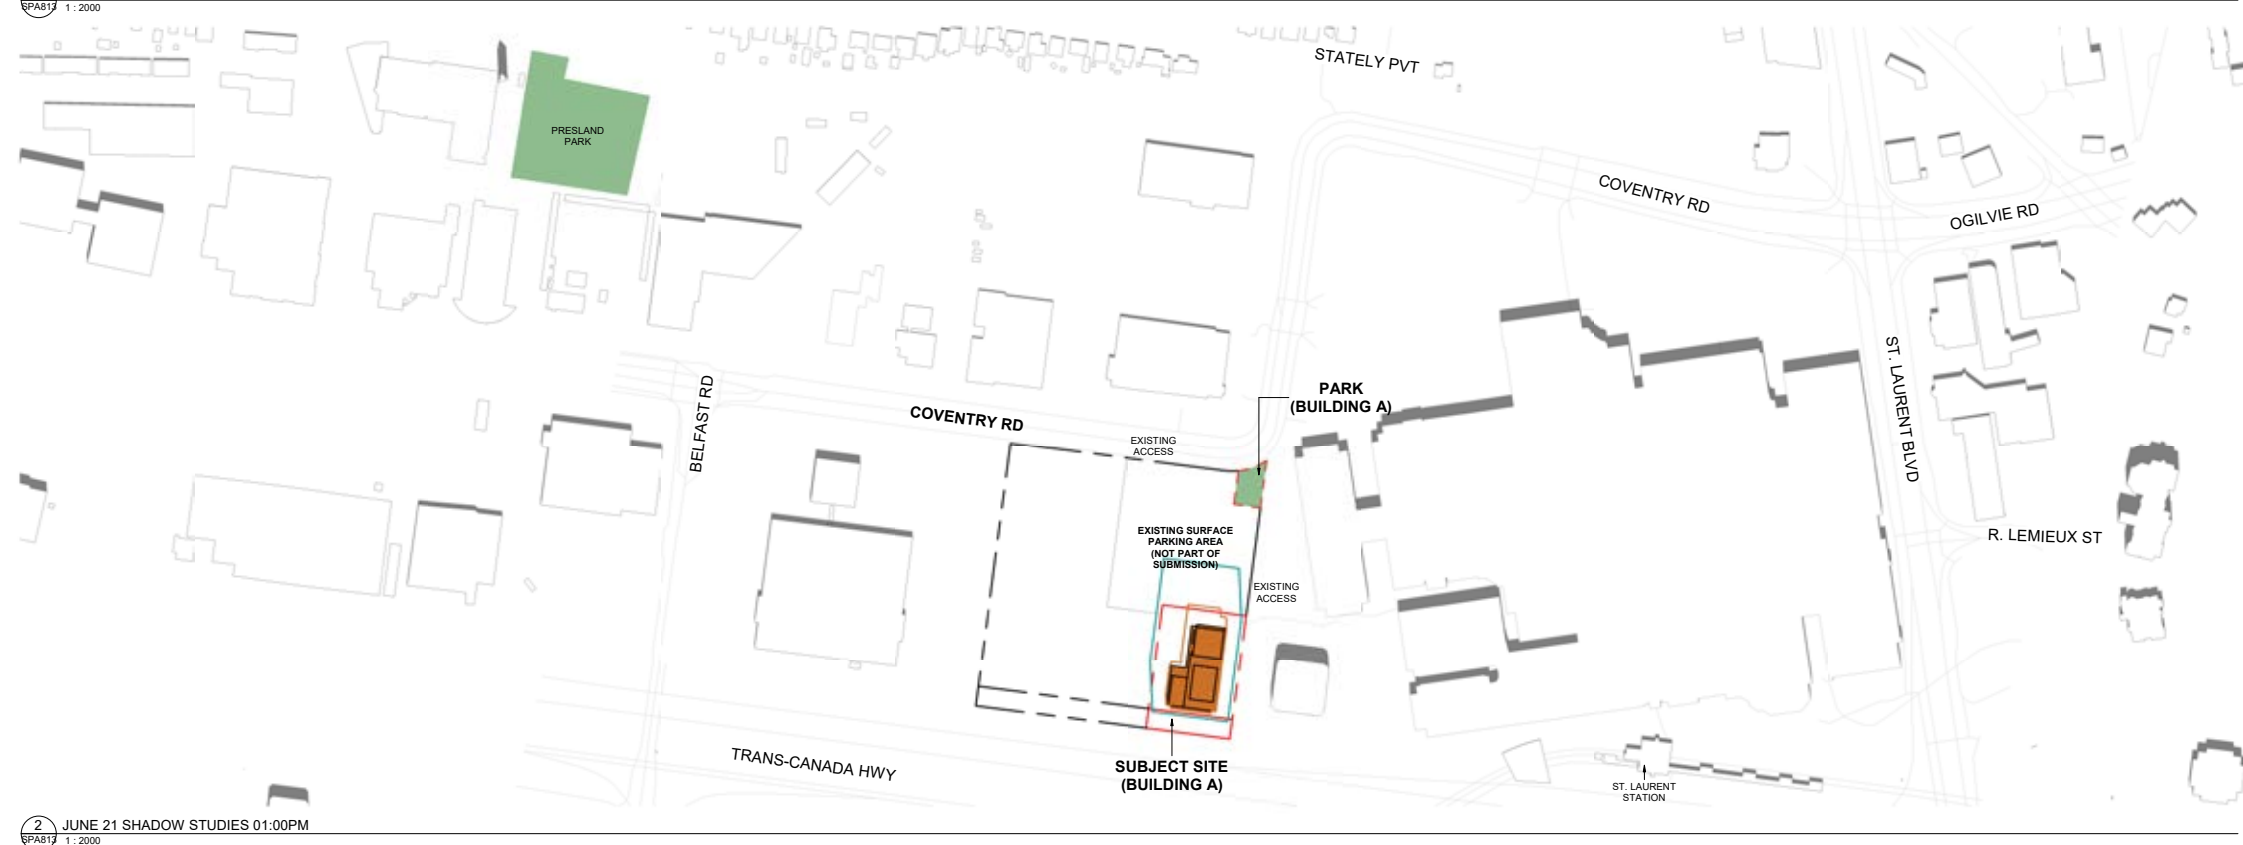 SPA813 1 : 2000
STATELY PVT
PRESLAND
PARK
COVENTRY RD
OGILVIE RD
ST. LAURENT BLVD
BELFAST RD
PARK
(BUILDING A)
COVENTRY RD
EXISTING
ACCESS
EXISTING SURFACE
PARKING AREA
(NOT PART OF
SUBMISSION)
R. LEMIEUX ST
EXISTING
ACCESS
TRANS-CANADA HWY
SUBJECT SITE
(BUILDING A)
ST. LAURENT
STATION
2 JUNE 21 SHADOW STUDIES 01:00PM
SPA813 1 : 2000